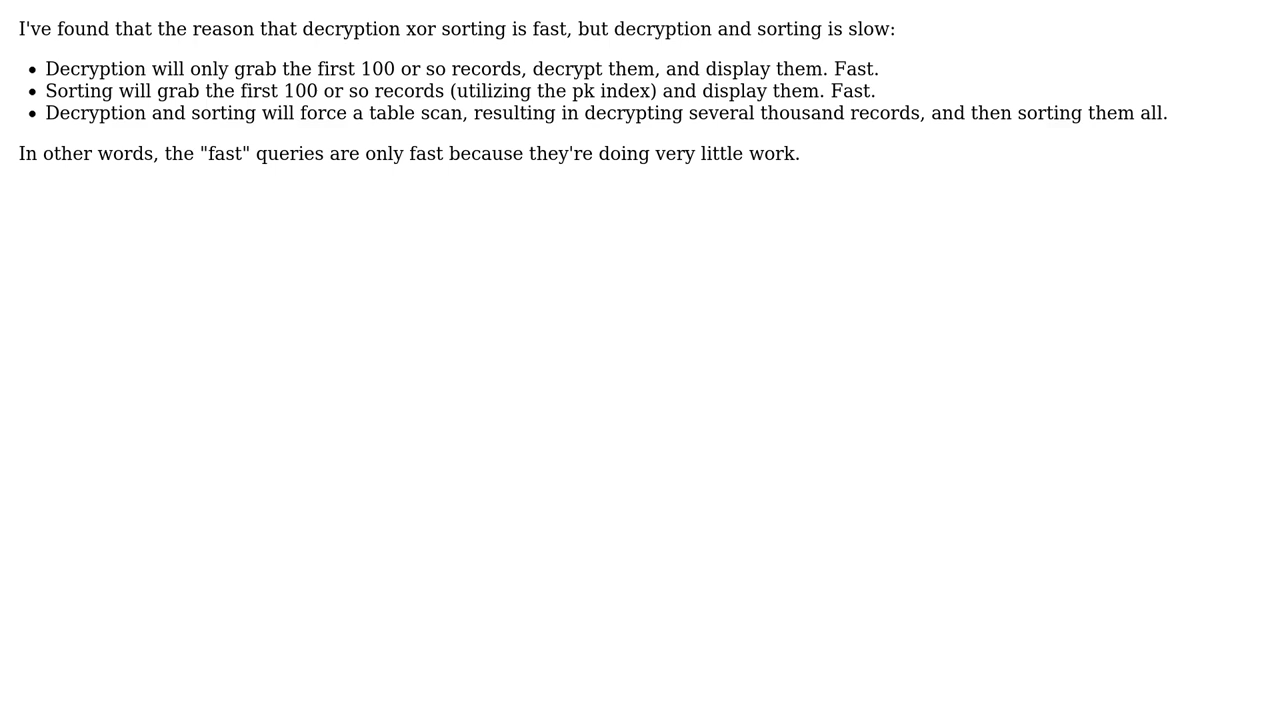 I've found that the reason that decryption xor sorting is fast, but decryption and sorting is slow:
• Decryption will only grab the first 100 or so records, decrypt them, and display them. Fast.
• Sorting will grab the first 100 or so records (utilizing the pk index) and display them. Fast.
• Decryption and sorting will force a table scan, resulting in decrypting several thousand records, and then sorting them all.
In other words, the "fast" queries are only fast because they're doing very little work.